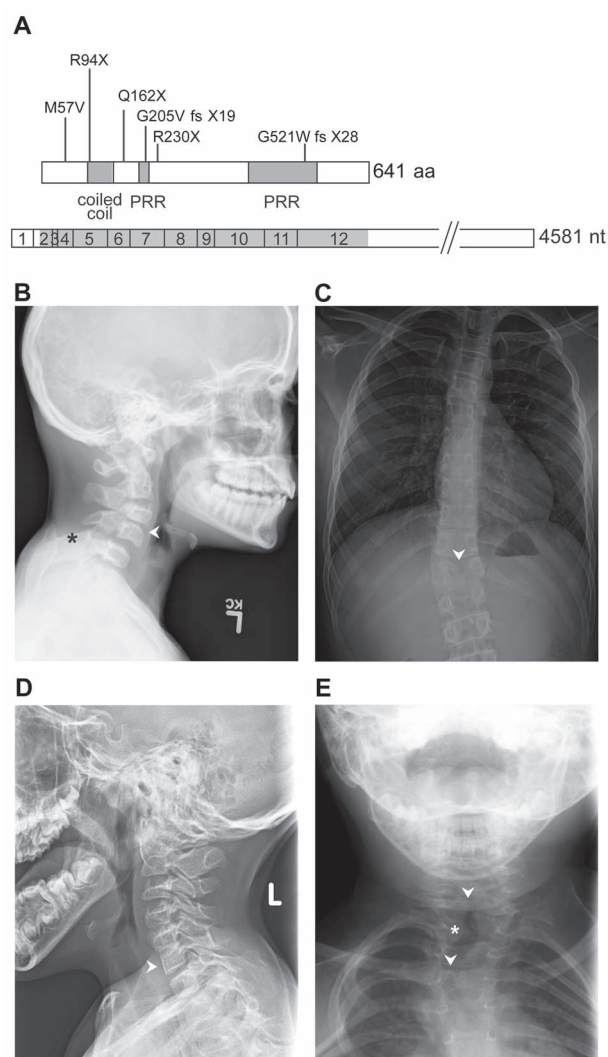 A
R94X
M57V
Q162X
G205V fs X19
R230X
G521W fs X28
641 aa
coiled
coil
PRR
PRR
1 2 3 4 5 6 7 8 9 10 11 12
4581 nt
B
C
*
L
KC
D
E
L
*